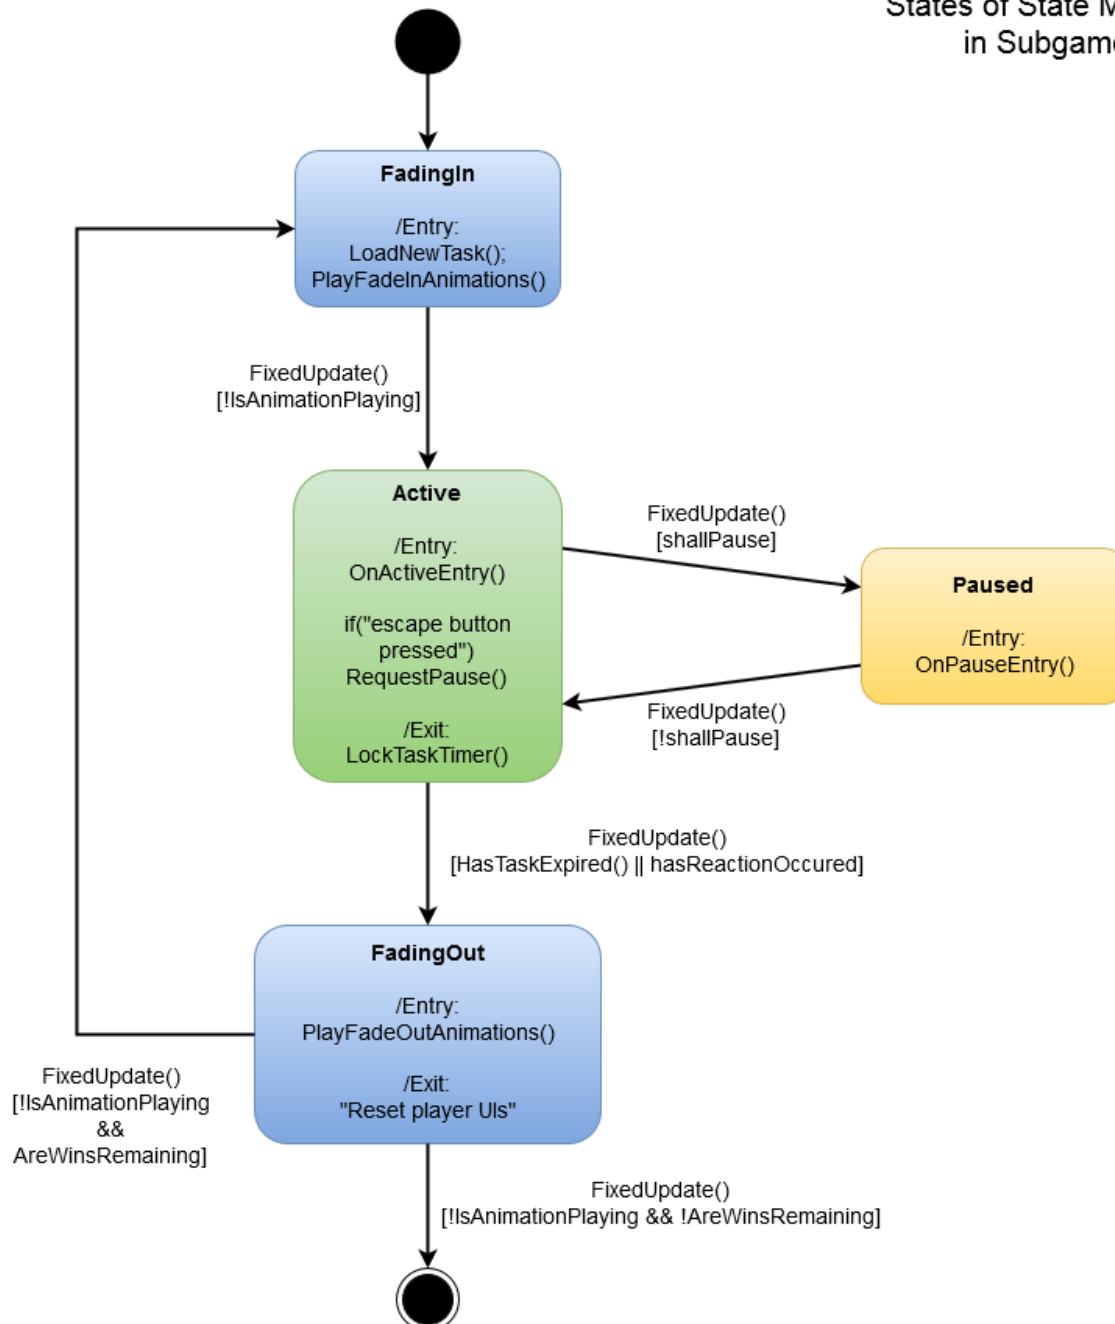 States of State
in Subgame
FadingIn
/Entry:
LoadNewTask();
PlayFadeInAnimations()
FixedUpdate()
[!IsAnimationPlaying]
Active
/Entry:
OnActiveEntry()
if("escape button
pressed")
RequestPause()
/Exit:
LockTaskTimer()
FixedUpdate()
[shallPause]
Paused
/Entry:
OnPauseEntry()
FixedUpdate()
[!shallPause]
FixedUpdate()
[HasTaskExpired() || hasReactionOccured]
FadingOut
/Entry:
PlayFadeOutAnimations()
/Exit:
"Reset player UIs"
FixedUpdate()
[!IsAnimationPlaying
&&
AreWinsRemaining]
FixedUpdate()
[!IsAnimationPlaying && !AreWinsRemaining]